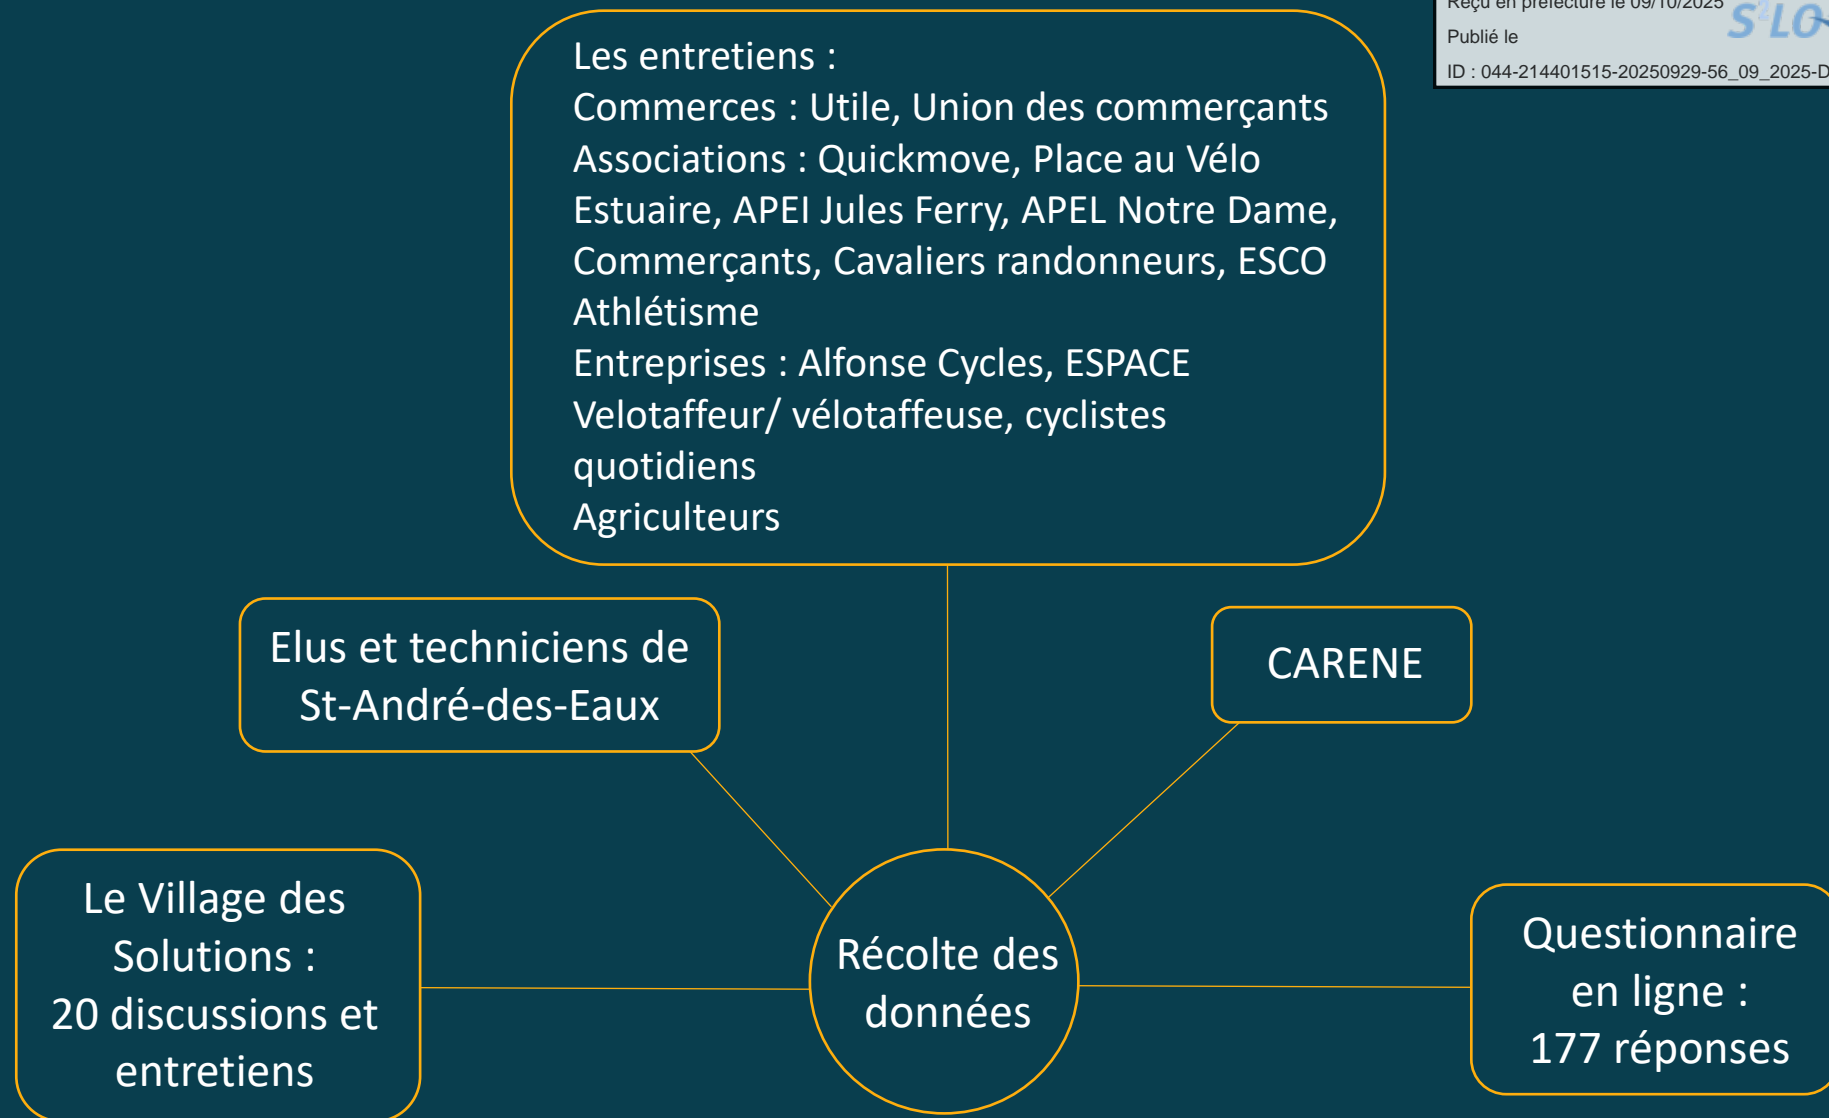 Reçu en préfecture le 09/10/2025
Publié le
S²LO
ID : 044-214401515-20250929-56_09_2025-D
Les entretiens :
Commerces : Utile, Union des commerçants
Associations : Quickmove, Place au Vélo
Estuaire, APEI Jules Ferry, APEL Notre Dame,
Commerçants, Cavaliers randonneurs, ESCO
Athlétisme
Entreprises : Alfonse Cycles, ESPACE
Velotaffeur/ vélotaffeuse, cyclistes
quotidiens
Agriculteurs
Elus et techniciens de
St-André-des-Eaux
CARENE
Le Village des
Solutions :
20 discussions et
entretiens
Récolte des
données
Questionnaire
en ligne :
177 réponses